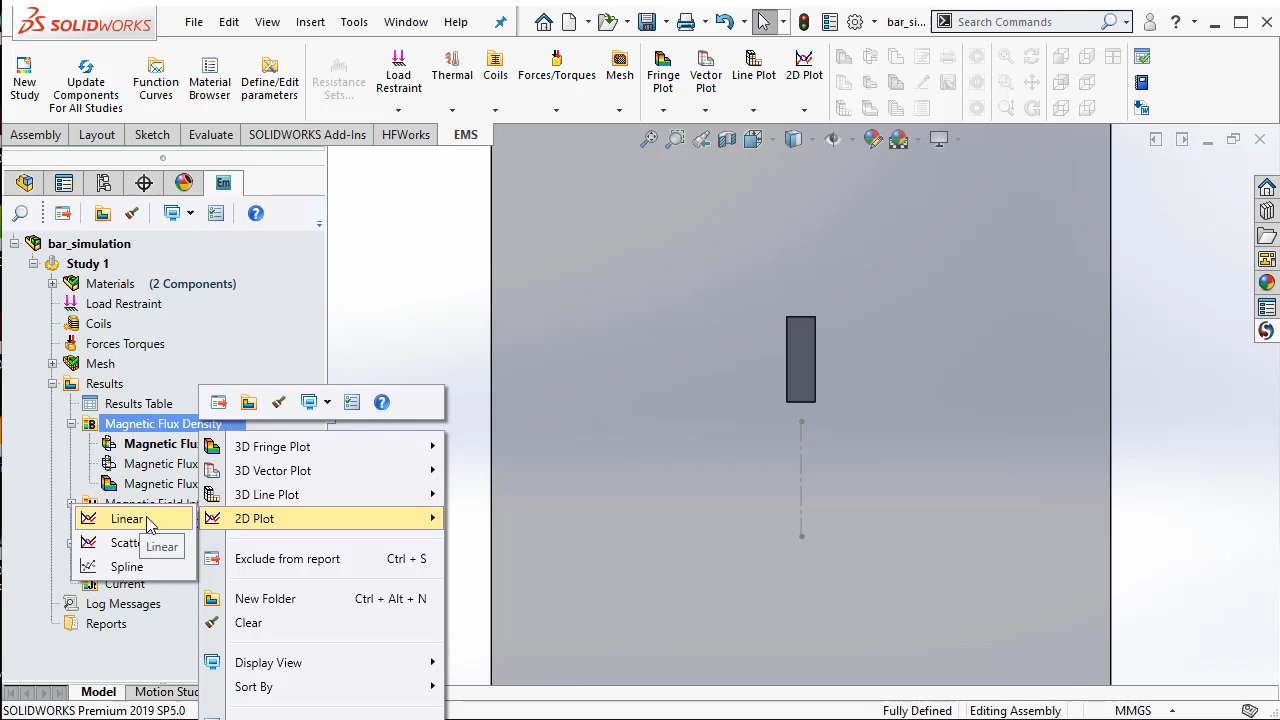 SOLIDWORKS
File Edit View Insert Tools Window Help
bar_si...
Search Commands
New Study
Update Components For All Studies
Function Curves
Material Browser
Define/Edit parameters
Resistance Sets...
Load Restraint
Thermal
Coils
Forces/Torques
Mesh
Fringe Plot
Vector Plot
Line Plot
2D Plot
Assembly Layout Sketch Evaluate SOLIDWORKS Add-Ins HFWorks EMS
bar_simulation
Study 1
Materials (2 Components)
Load Restraint
Coils
Forces Torques
Mesh
Results
Results Table
Magnetic Flux Density
Magnetic Flu
Magnetic Flux
Magnetic Flux
Current
Log Messages
Reports
3D Fringe Plot
3D Vector Plot
3D Line Plot
2D Plot
Exclude from report Ctrl + S
New Folder Ctrl + Alt + N
Clear
Display View
Sort By
Linear
Scatte
Spline
Linear
Model Motion Stu
SOLIDWORKS Premium 2019 SP5.0
Fully Defined Editing Assembly MMGS